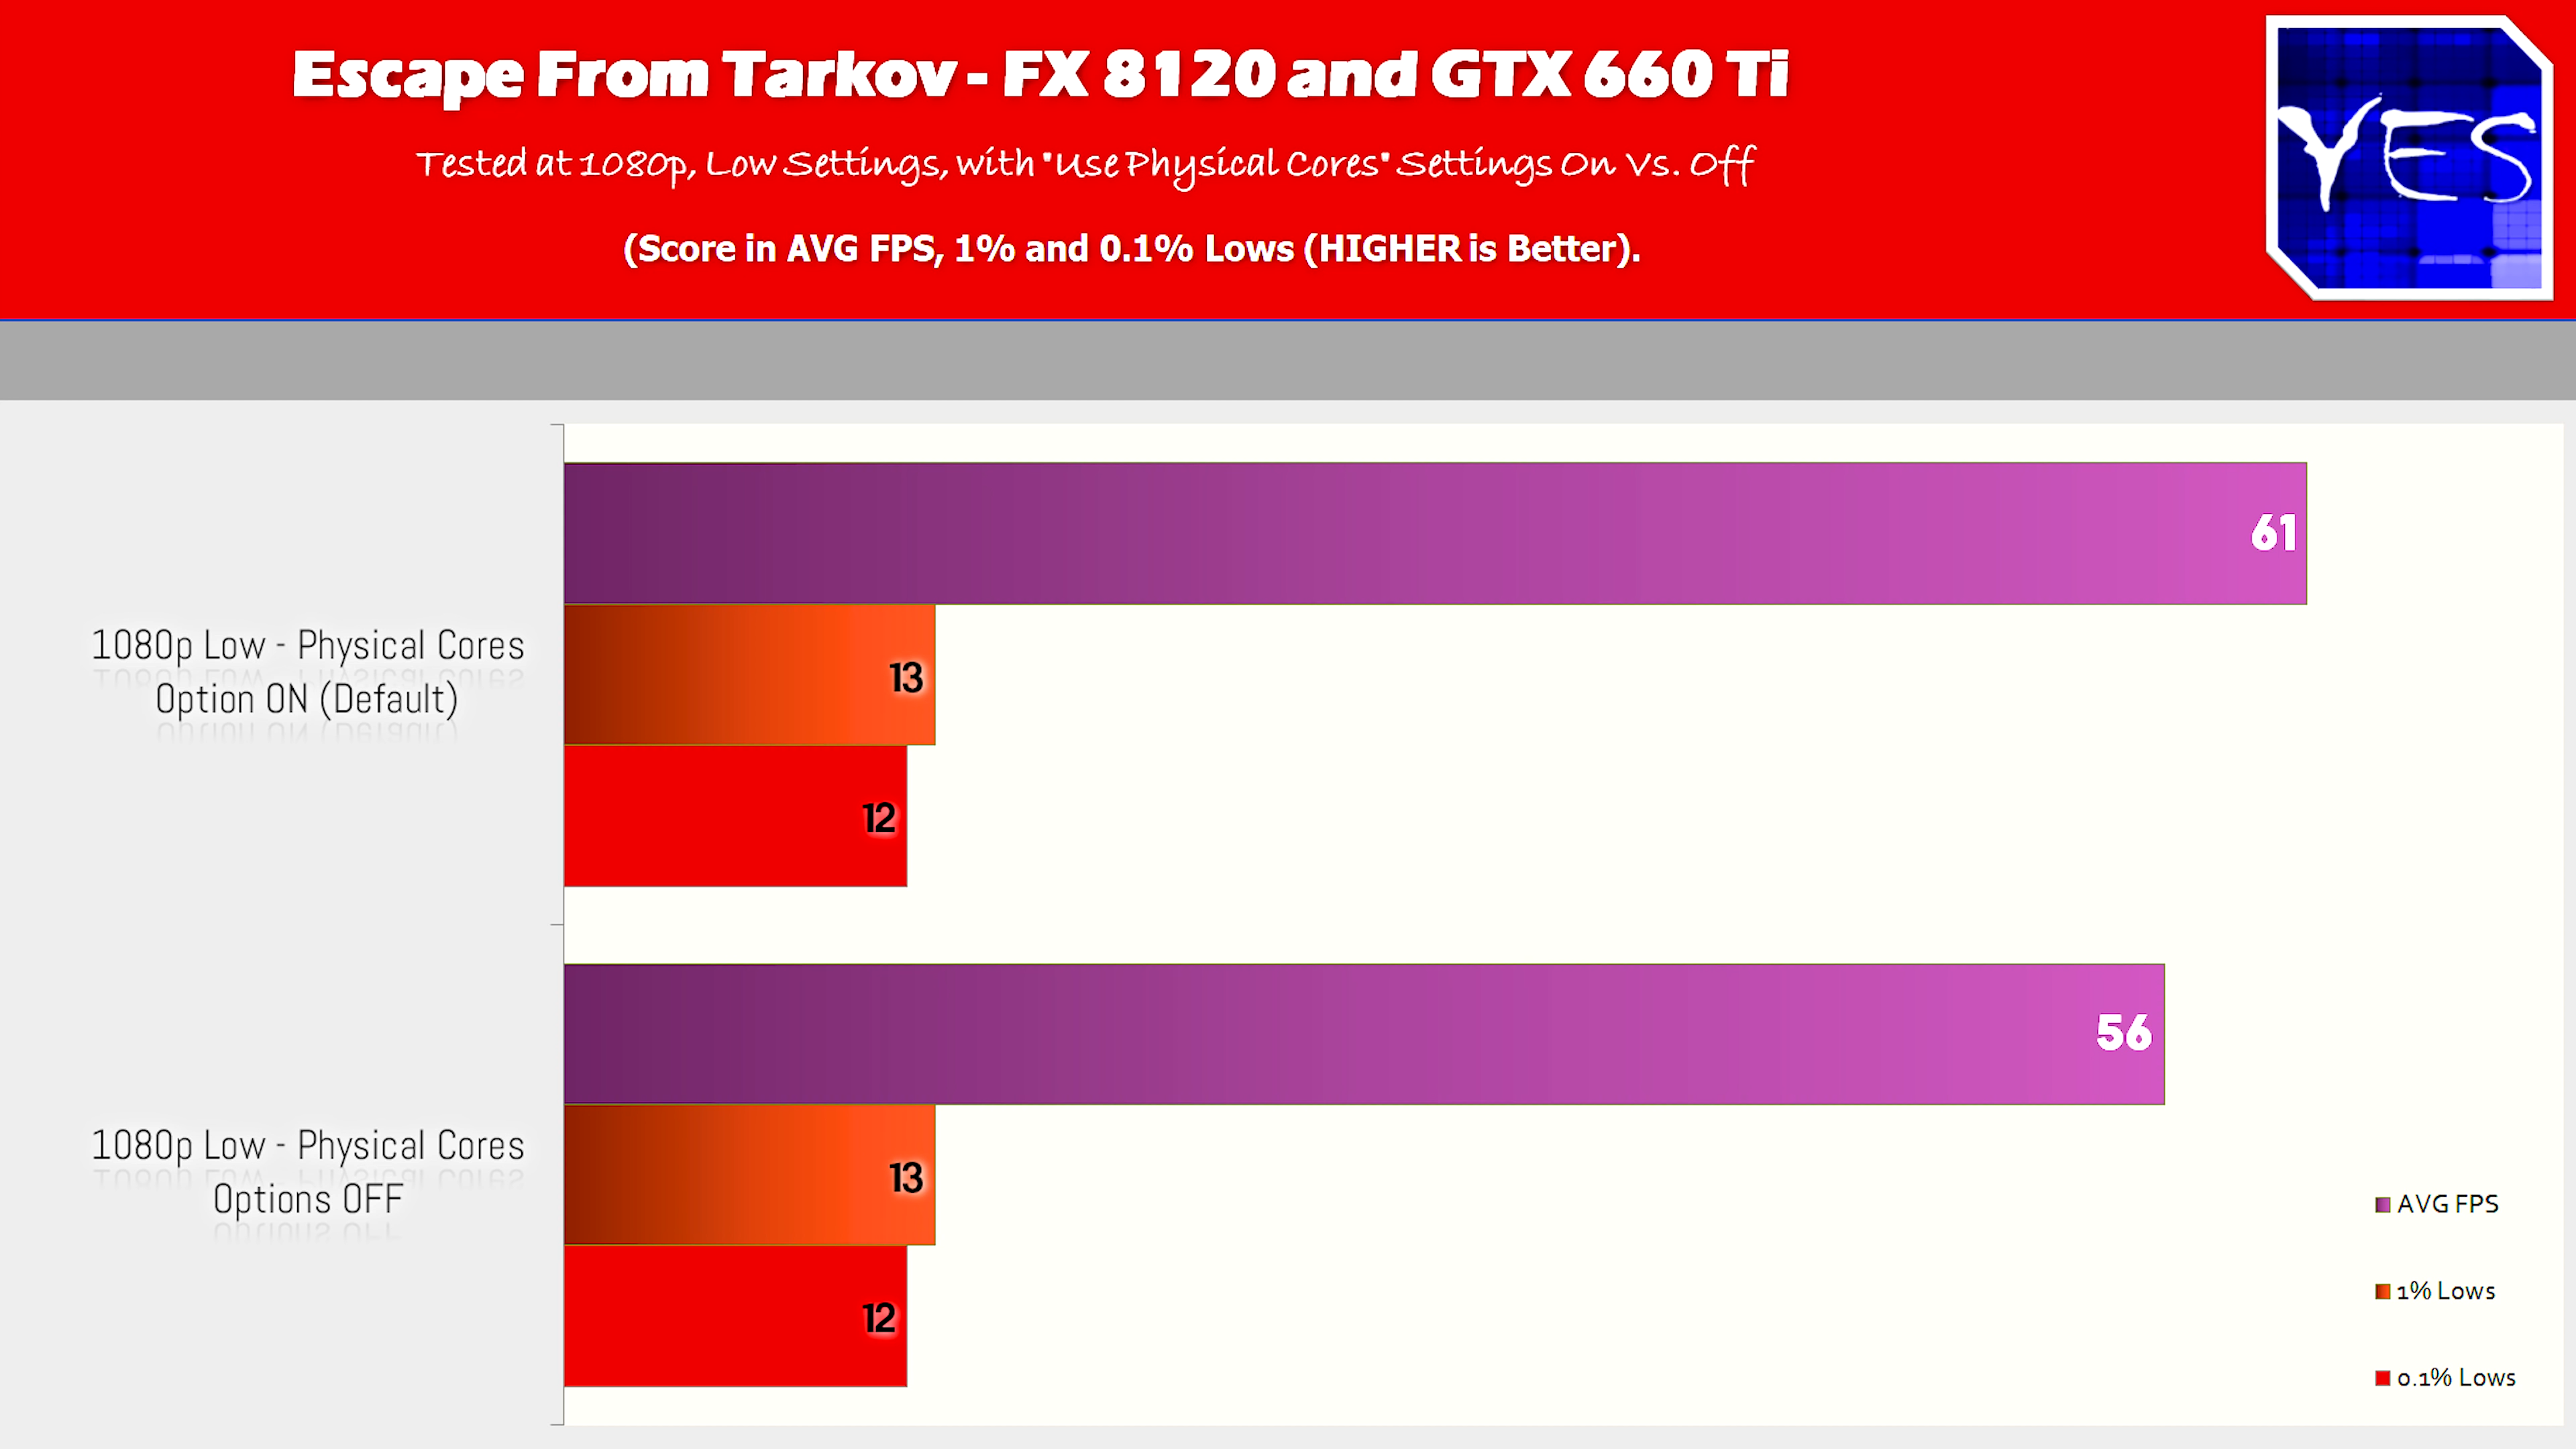 Escape From Tarkov - FX 8120 and GTX 660 Ti
YES
Tested at 1080p, Low Settings, with "Use Physical Cores" Settings On Vs. Off
(Score in AVG FPS, 1% and 0.1% Lows (HIGHER is Better).
61
1080p Low - Physical Cores
Option ON (Default)
13
12
56
1080p Low - Physical Cores
Options OFF
13
12
AVG FPS
1% Lows
0.1% Lows